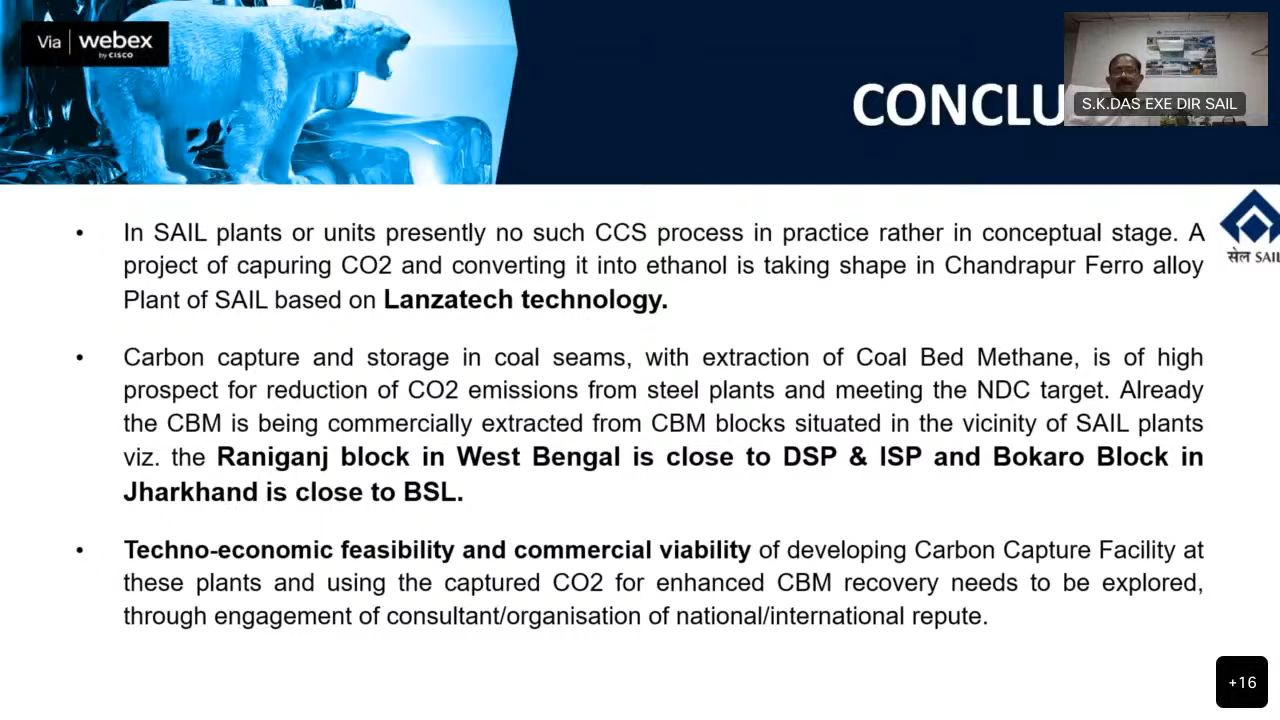 Via webex
by CISCO
CONCLU
S.K.DAS EXE DIR SAIL
सेल SAIL
• In SAIL plants or units presently no such CCS process in practice rather in conceptual stage. A
project of capuring CO2 and converting it into ethanol is taking shape in Chandrapur Ferro alloy
Plant of SAIL based on Lanzatech technology.
• Carbon capture and storage in coal seams, with extraction of Coal Bed Methane, is of high
prospect for reduction of CO2 emissions from steel plants and meeting the NDC target. Already
the CBM is being commercially extracted from CBM blocks situated in the vicinity of SAIL plants
viz. the Raniganj block in West Bengal is close to DSP & ISP and Bokaro Block in
Jharkhand is close to BSL.
• Techno-economic feasibility and commercial viability of developing Carbon Capture Facility at
these plants and using the captured CO2 for enhanced CBM recovery needs to be explored,
through engagement of consultant/organisation of national/international repute.
+16